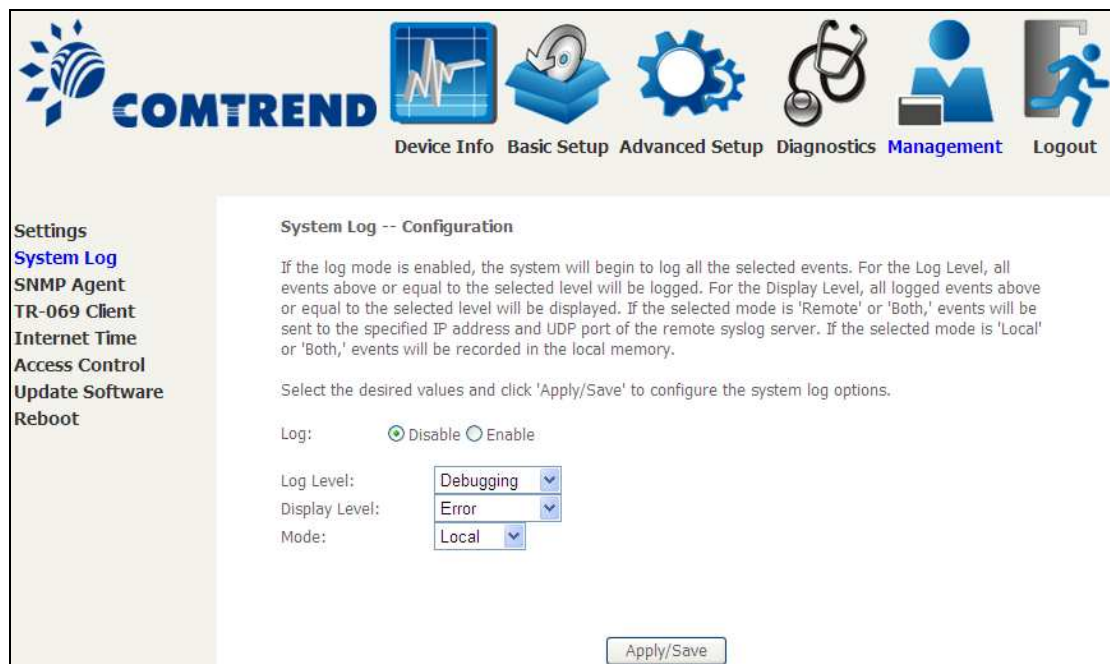 COMTREND
Device Info Basic Setup Advanced Setup Diagnostics Management Logout
Settings
System Log
SNMP Agent
TR-069 Client
Internet Time
Access Control
Update Software
Reboot
System Log -- Configuration
If the log mode is enabled, the system will begin to log all the selected events. For the Log Level, all
events above or equal to the selected level will be logged. For the Display Level, all logged events above
or equal to the selected level will be displayed. If the selected mode is 'Remote' or 'Both,' events will be
sent to the specified IP address and UDP port of the remote syslog server. If the selected mode is 'Local'
or 'Both,' events will be recorded in the local memory.
Select the desired values and click 'Apply/Save' to configure the system log options.
Log: Disable Enable
Log Level: Debugging
Display Level: Error
Mode: Local
Apply/Save